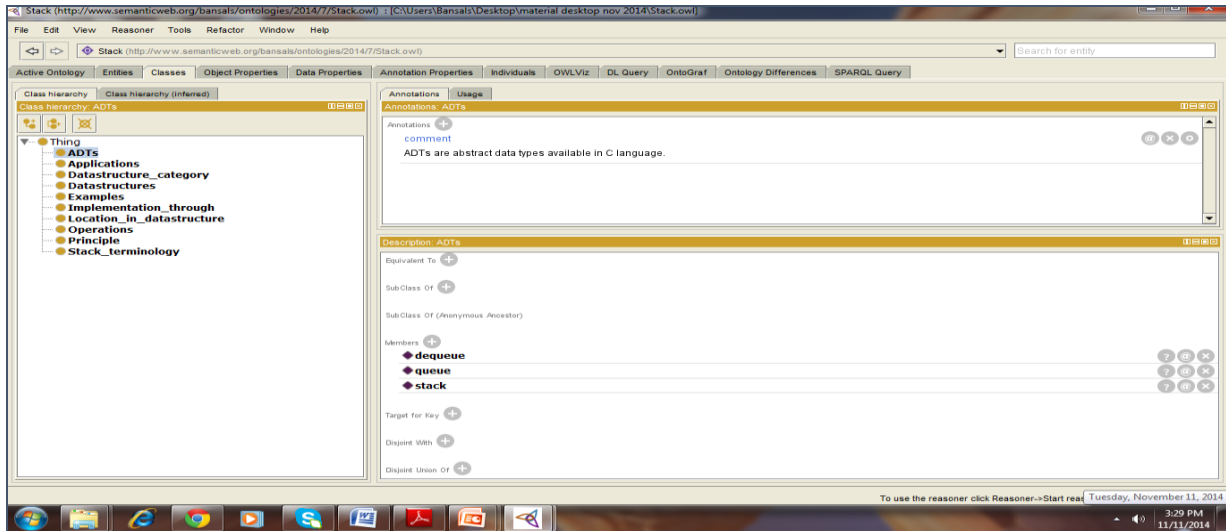 Stack (http://www.semanticweb.org/bansals/ontologies/2014/7/Stack.owl) : [C:\Users\Bansals\Desktop\material desktop nov 2014\Stack.owl]
File Edit View Reasoner Tools Refactor Window Help
Stack (http://www.semanticweb.org/bansals/ontologies/2014/7/Stack.owl) Search for entity
Active Ontology Entities Classes Object Properties Data Properties Annotation Properties Individuals OWLViz DL Query OntoGraf Ontology Differences SPARQL Query
Class hierarchy Class hierarchy (inferred)
Class hierarchy: ADTs
Thing
ADTs
Applications
Datastructure_category
Datastructures
Examples
Implementation_through
Location_in_datastructure
Operations
Principle
Stack_terminology
Annotations Usage
Annotations: ADTs
Annotations
comment
ADTs are abstract data types available in C language.
Description: ADTs
Equivalent To
SubClass Of
SubClass Of (Anonymous Ancestor)
Members
dequeue
queue
stack
Target for Key
Disjoint With
Disjoint Union Of
To use the reasoner click Reasoner->Start
Tuesday, November 11, 2014
3:29 PM
11/11/2014